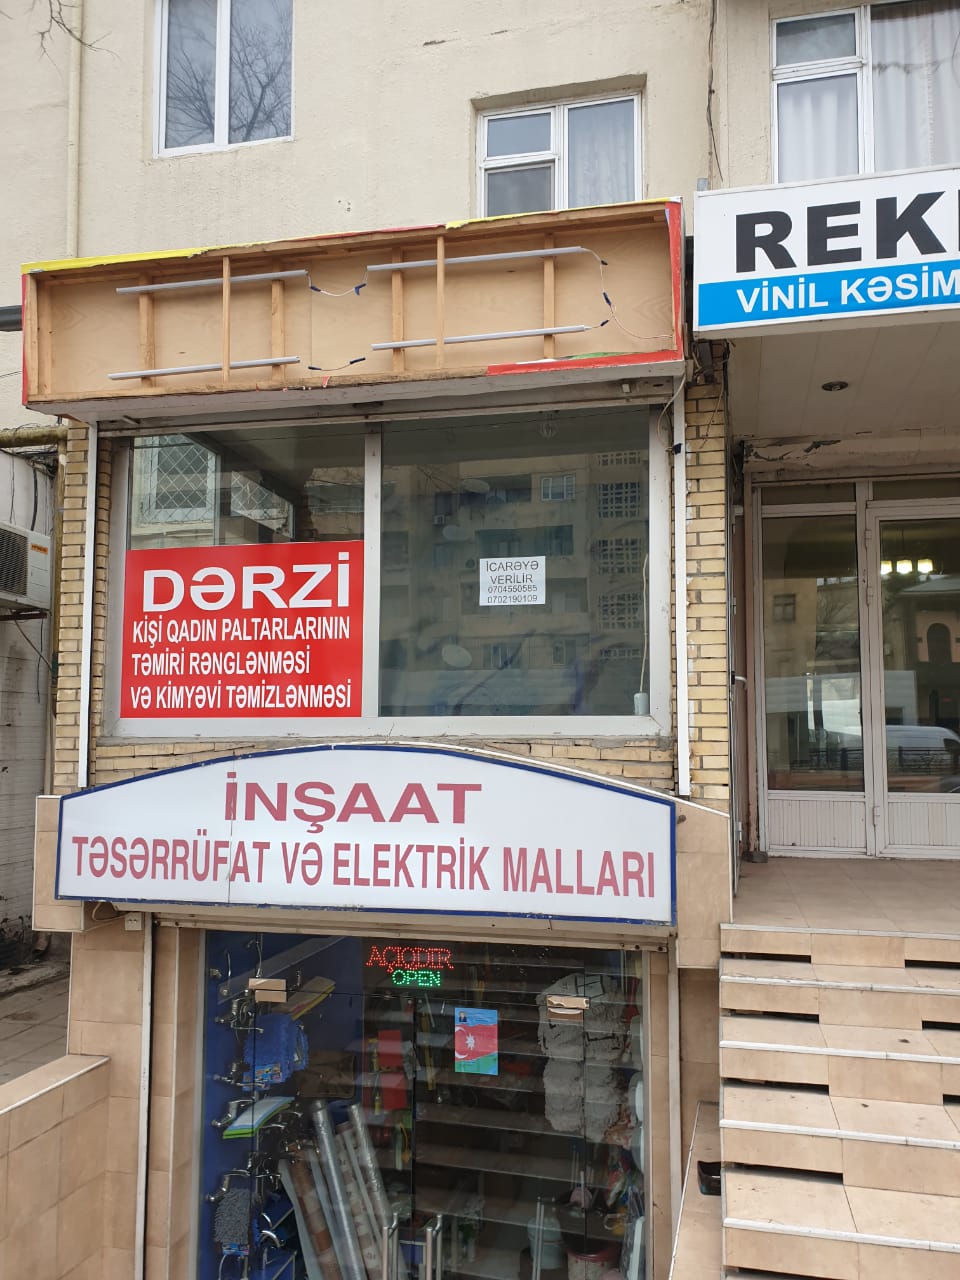 VİNİL KƏSİM
DƏRZİ
KİŞİ QADIN PALTARLARININ
TƏMİRİ RƏNGLƏNMƏSİ
VƏ KİMYƏVİ TƏMİZLƏNMƏSİ
İCARƏYƏ
VERİLİR
0704550585
0702190109
İNŞAAT
TƏSƏRRÜFAT VƏ ELEKTRİK MALLARI
AÇIQDIR
OPEN